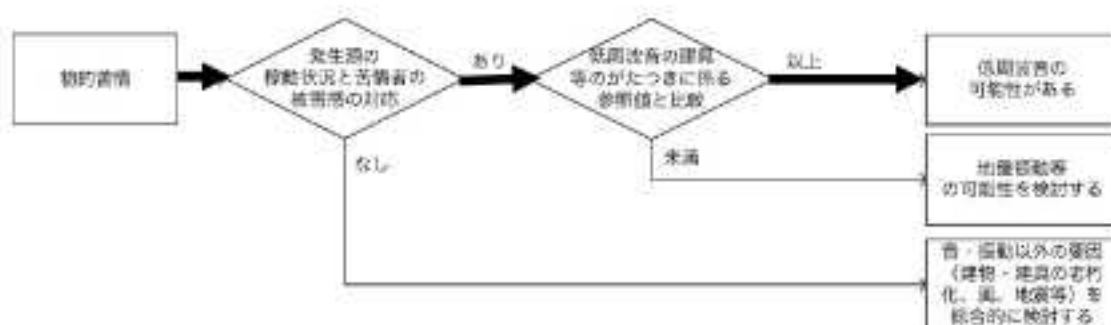 物的苦情
発生源の
稼動状況と苦情者の
被害感の対応
あり
低周波音の建具
等のがたつきに係る
参照値と比較
以上
低周波音の
可能性がある
なし
未満
地盤振動等
の可能性を検討する
音・振動以外の要因
(建物・建具の老朽
化、風、地震等)を
総合的に検討する